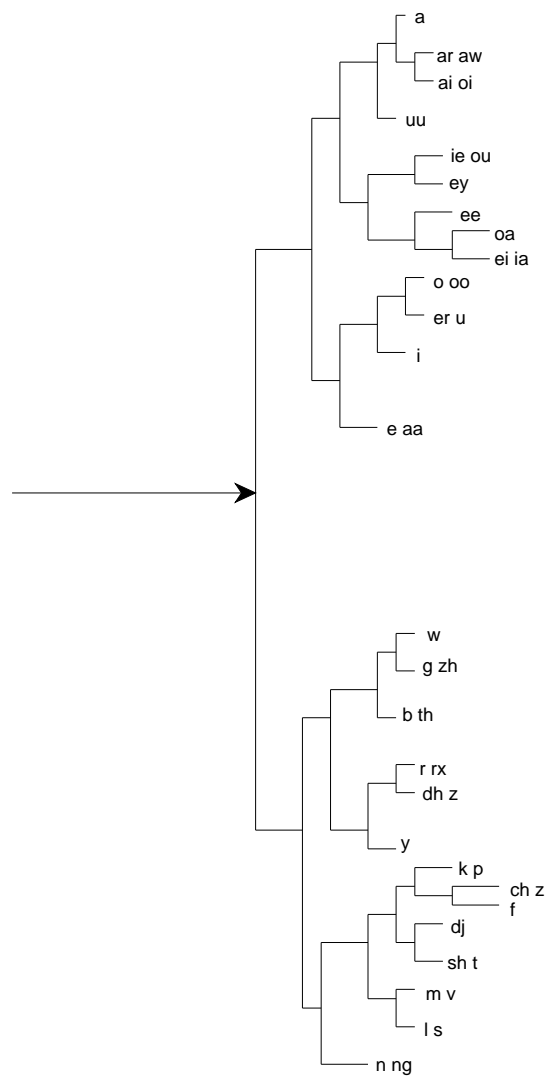 a
ar aw
ai oi
uu
ie ou
ey
ee
oa
ei ia
o oo
er u
i
e aa
w
g zh
b th
r rx
dh z
y
k p
ch z
f
dj
sh t
m v
l s
n ng